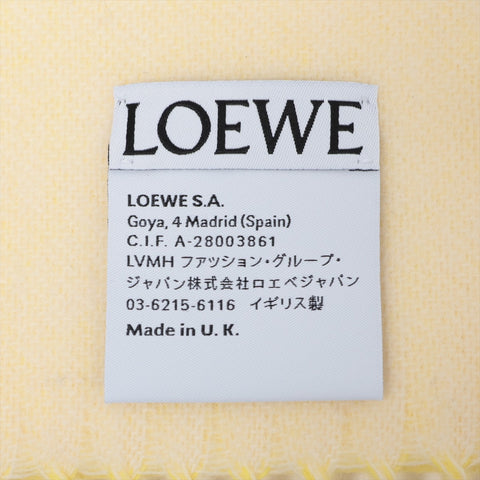 LOEWE
LOEWE S.A.
Goya, 4 Madrid (Spain)
C.I.F. A-28003861
LVMH ファッション・グループ・
ジャパン株式会社ロエベジャパン
03-6215-6116 イギリス製
Made in U. K.